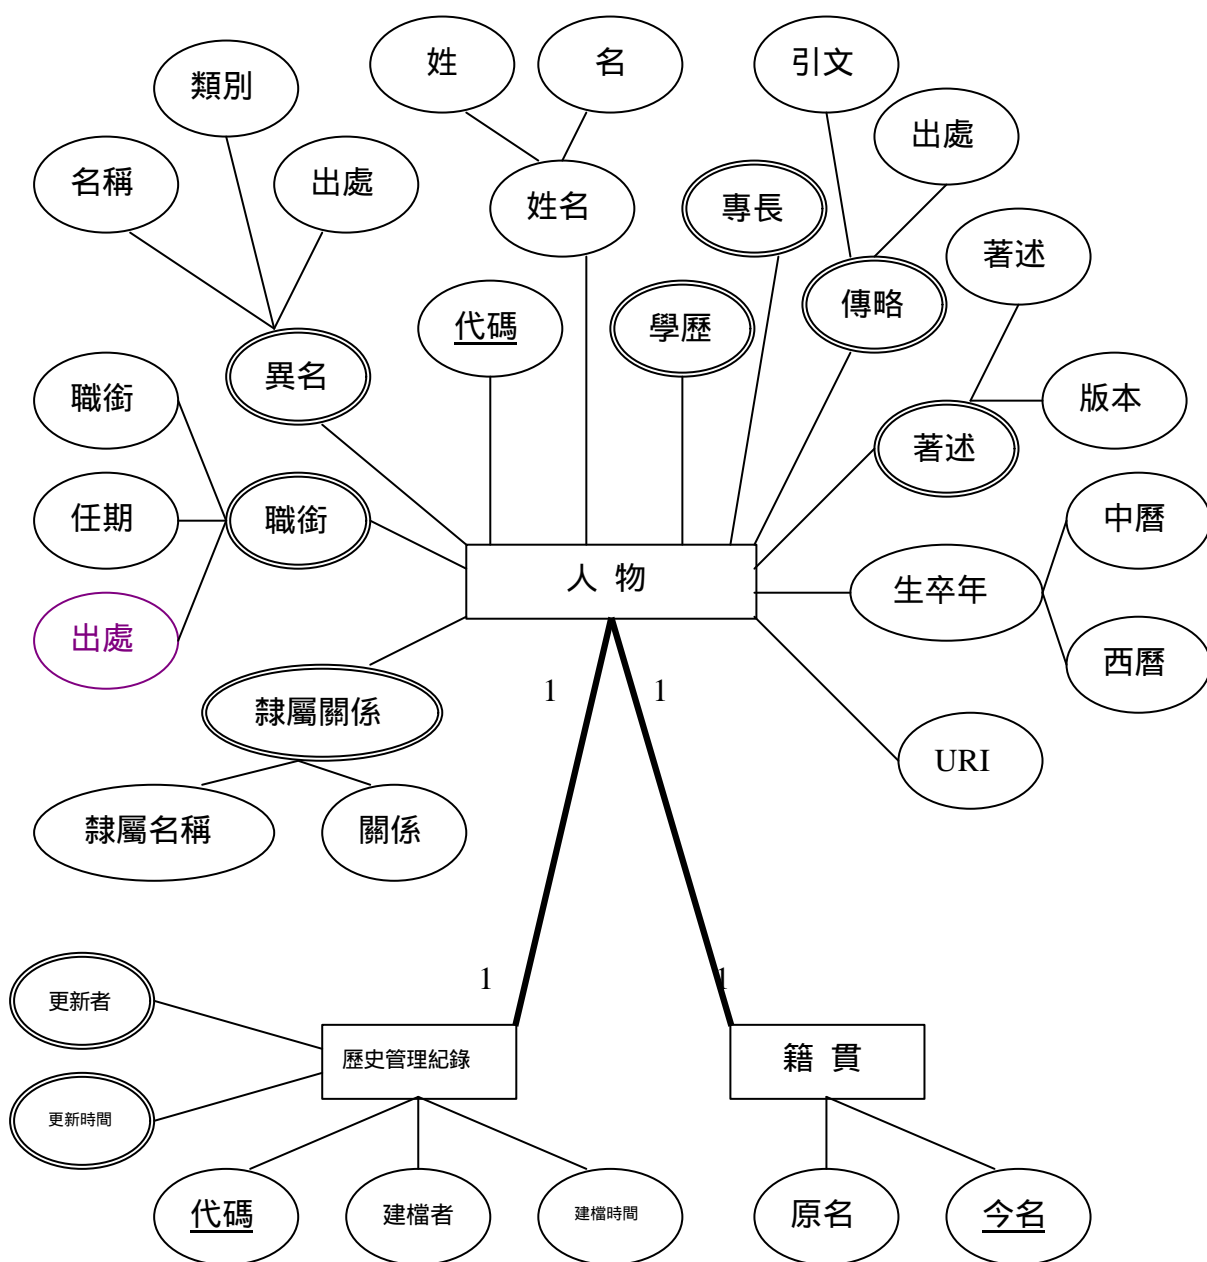 姓
名
引文
類別
出處
名稱
出處
姓名
專長
著述
傳略
代碼
學歷
異名
職銜
版本
著述
任期
職銜
中曆
人 物
生卒年
出處
西曆
1
1
隸屬關係
URI
隸屬名稱
關係
1
1
更新者
歷史管理紀錄
籍 貫
更新時間
代碼
建檔者
建檔時間
原名
今名